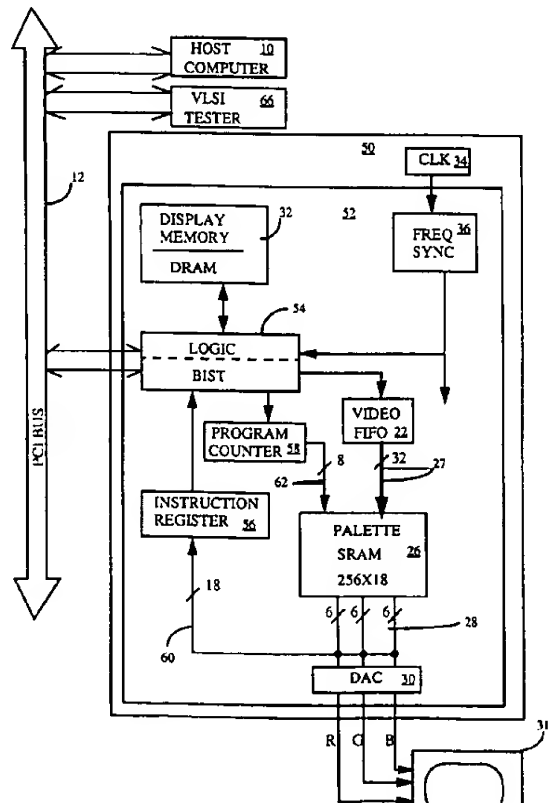 HOST 10
COMPUTER
VLSI 66
TESTER
50
CLK 34
12
DISPLAY
MEMORY
DRAM
32
52
FREQ 36
SYNC
54
LOGIC
BIST
PCI BUS
PROGRAM
COUNTER 58
VIDEO
FIFO 22
8
62
32
27
INSTRUCTION
REGISTER 56
PALETTE
SRAM 26
256X18
18
60
6 6 6
28
DAC 30
R G B
31